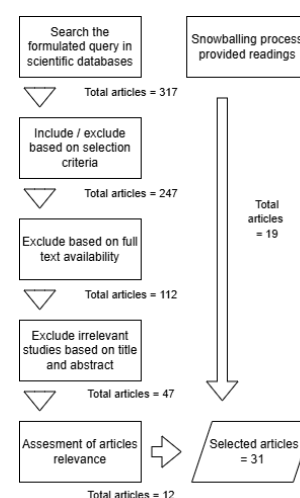 Search the
formulated query in
scientific databases
Snowballing process
provided readings
Total articles = 317
Include / exclude
based on selection
criteria
Total articles = 247
Total
articles
= 19
Exclude based on full
text availability
Total articles = 112
Exclude irrelevant
studies based on title
and abstract
Total articles = 47
Assesment of articles
relevance
Selected articles
= 31
Total articles = 12